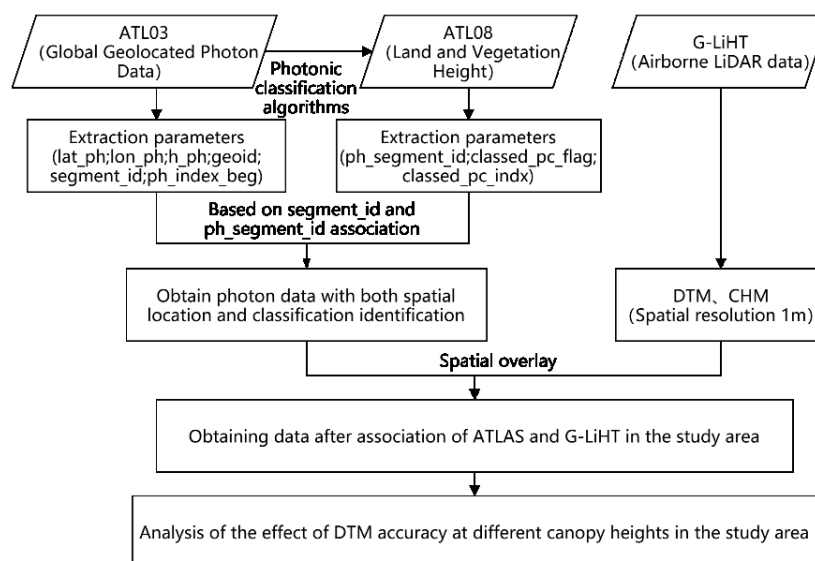 ATL03
(Global Geolocated Photon
Data)
ATL08
(Land and Vegetation
Height)
G-LiHT
(Airborne LiDAR data)
Photonic
classification
algorithms
Extraction parameters
(lat_ph;lon_ph;h_ph;geoid;
segment_id;ph_index_beg)
Extraction parameters
(ph_segment_id;classed_pc_flag;
classed_pc_indx)
Based on segment_id and
ph_segment_id association
Obtain photon data with both spatial
location and classification identification
DTM、CHM
(Spatial resolution 1m)
Spatial overlay
Obtaining data after association of ATLAS and G-LiHT in the study area
Analysis of the effect of DTM accuracy at different canopy heights in the study area